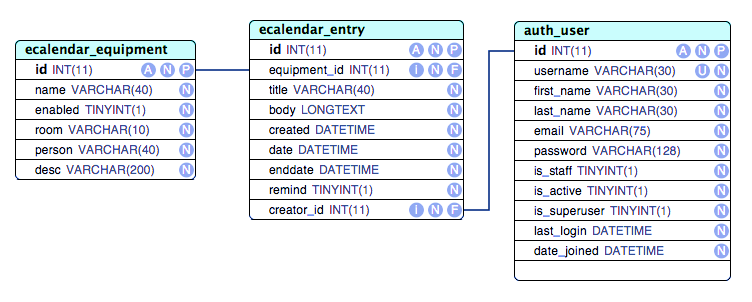 ecalendar_equipment
id INT(11) A N P
name VARCHAR(40) N
enabled TINYINT(1) N
room VARCHAR(10) N
person VARCHAR(40) N
desc VARCHAR(200) N
ecalendar_entry
id INT(11) A N P
equipment_id INT(11) I N F
title VARCHAR(40) N
body LONGTEXT N
created DATETIME N
date DATETIME N
enddate DATETIME N
remind TINYINT(1) N
creator_id INT(11) I N F
auth_user
id INT(11) A N P
username VARCHAR(30) U N
first_name VARCHAR(30) N
last_name VARCHAR(30) N
email VARCHAR(75) N
password VARCHAR(128) N
is_staff TINYINT(1) N
is_active TINYINT(1) N
is_superuser TINYINT(1) N
last_login DATETIME N
date_joined DATETIME N